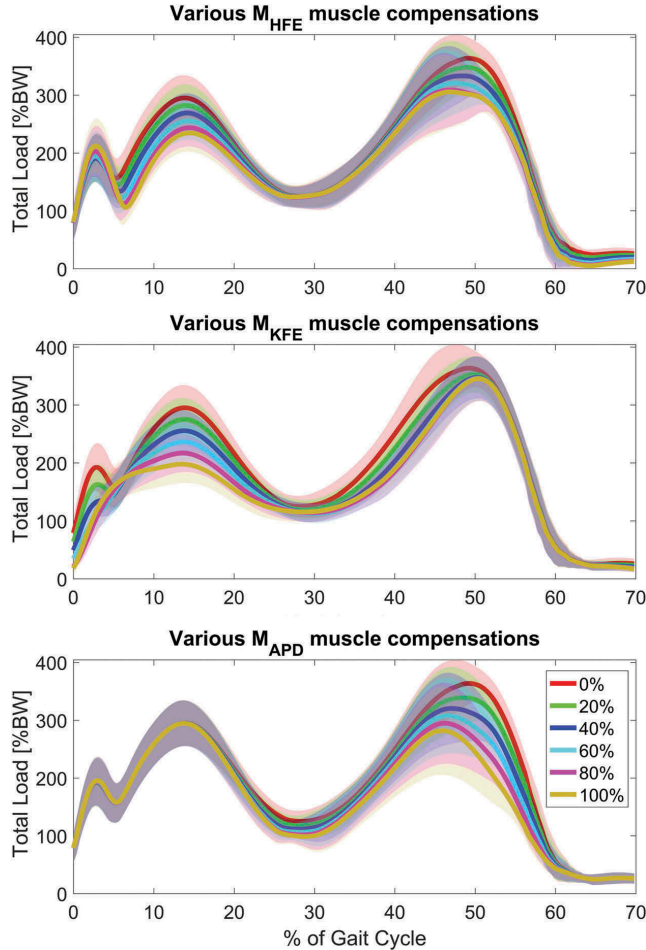 Various M_HFE muscle compensations
400
300
200
100
0
Total Load [%BW]
0 10 20 30 40 50 60 70
Various M_KFE muscle compensations
400
300
200
100
0
Total Load [%BW]
0 10 20 30 40 50 60 70
Various M_APD muscle compensations
400
300
200
100
0
Total Load [%BW]
0%
20%
40%
60%
80%
100%
0 10 20 30 40 50 60 70
% of Gait Cycle